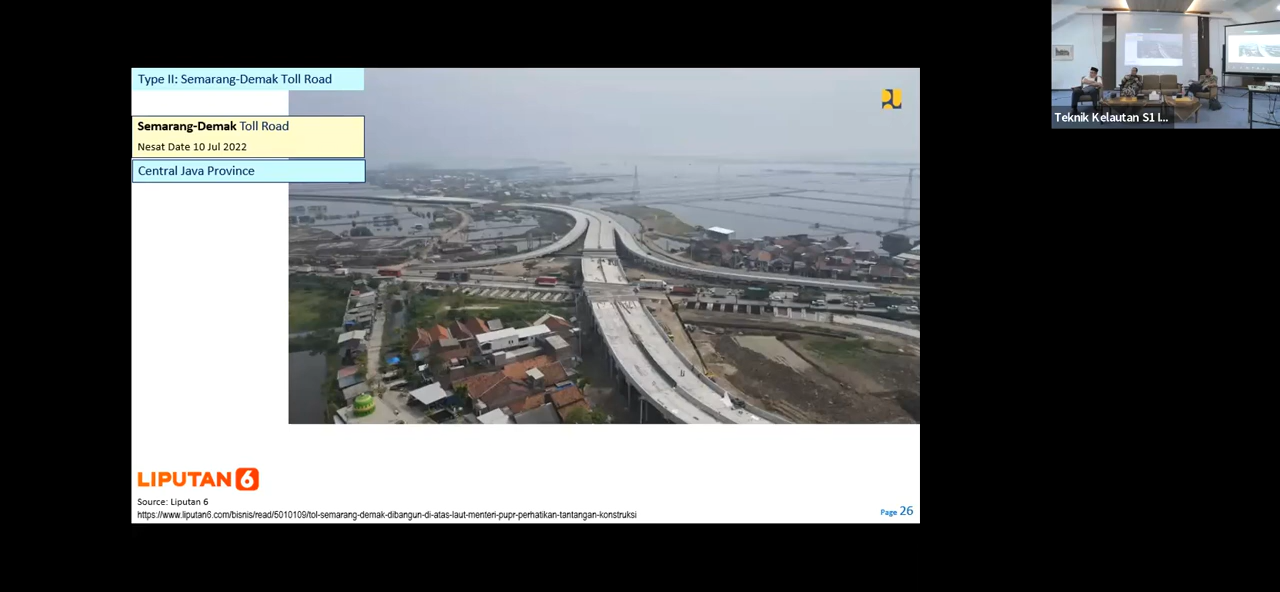 Type II: Semarang-Demak Toll Road
Semarang-Demak Toll Road
Nesat Date 10 Jul 2022
Central Java Province
LIPUTAN 6
Source: Liputan 6
https://www.liputan6.com/bisnis/read/5010109/tol-semarang-demak-dibangun-di-atas-laut-menteri-pupr-perhatikan-tantangan-konstruksi
Page 26
Teknik Kelautan S1 I...